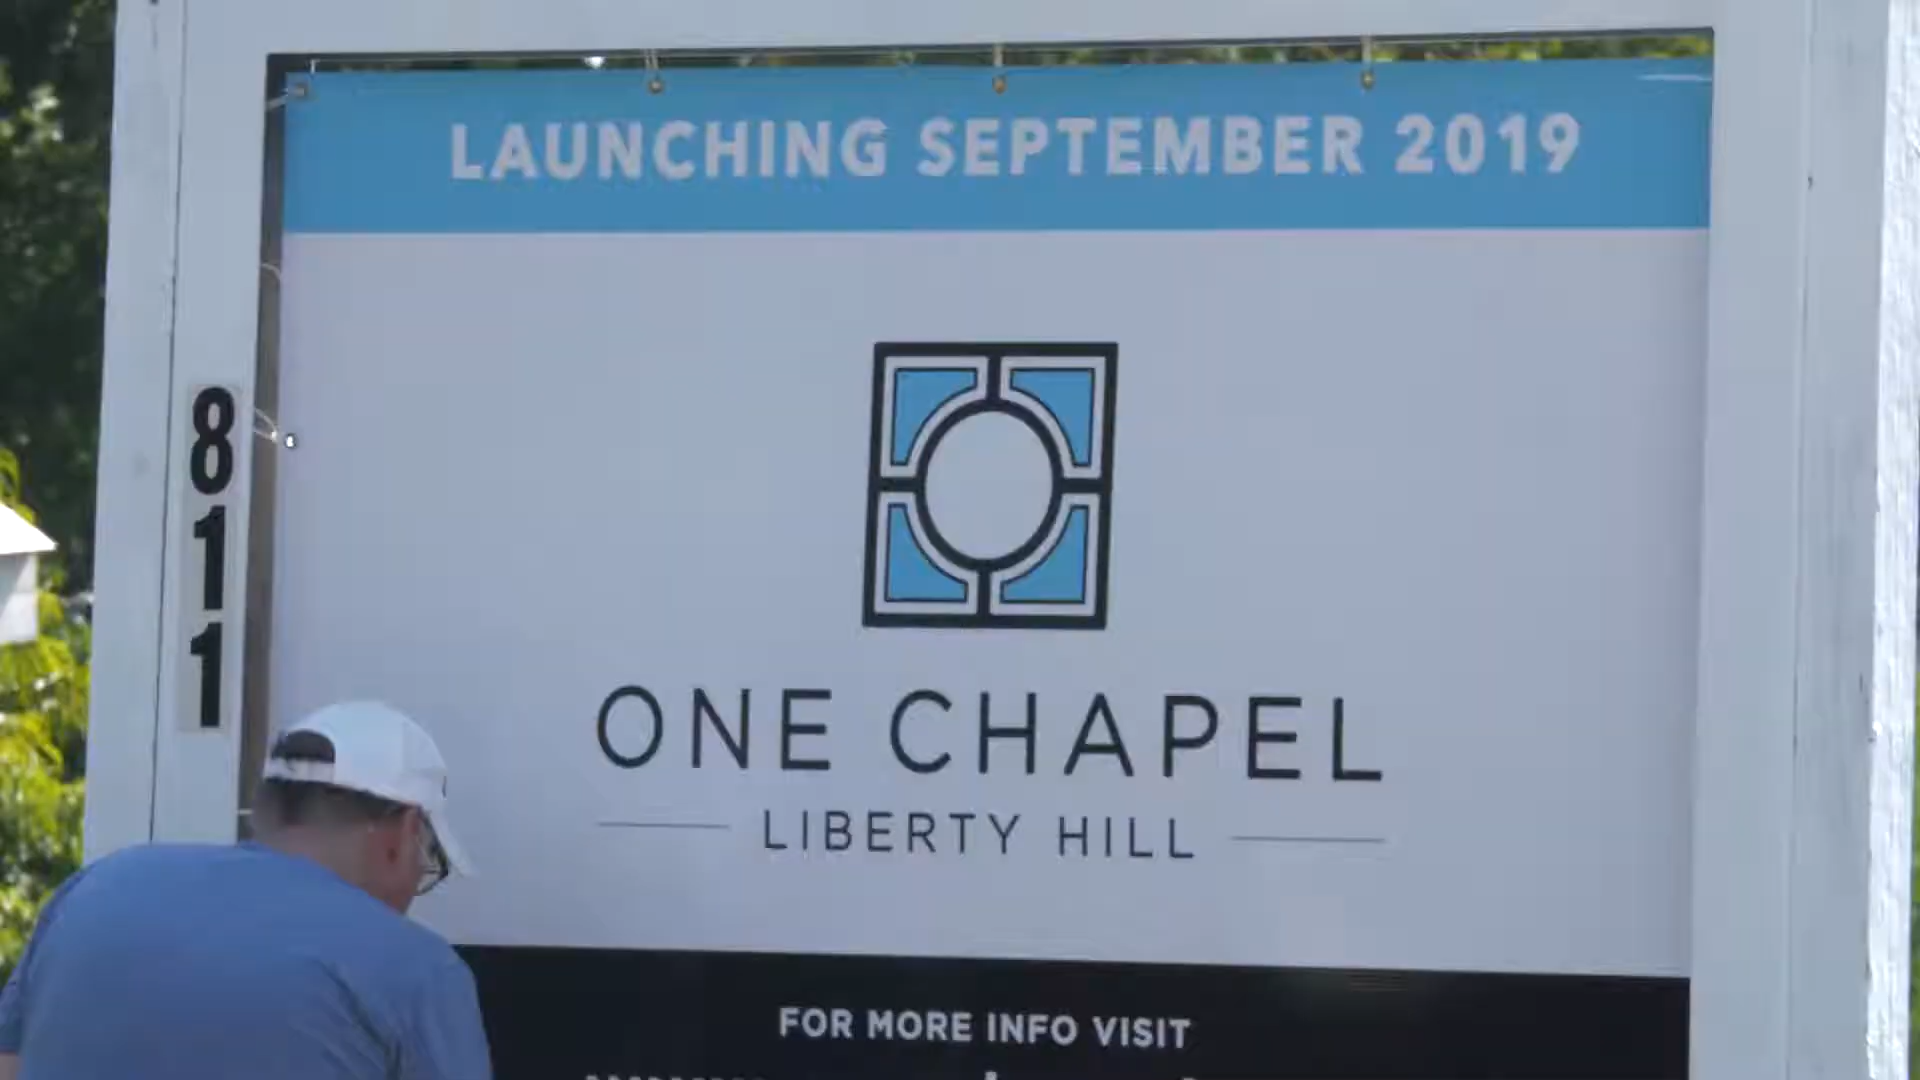 LAUNCHING SEPTEMBER 2019
811
ONE CHAPEL
LIBERTY HILL
FOR MORE INFO VISIT